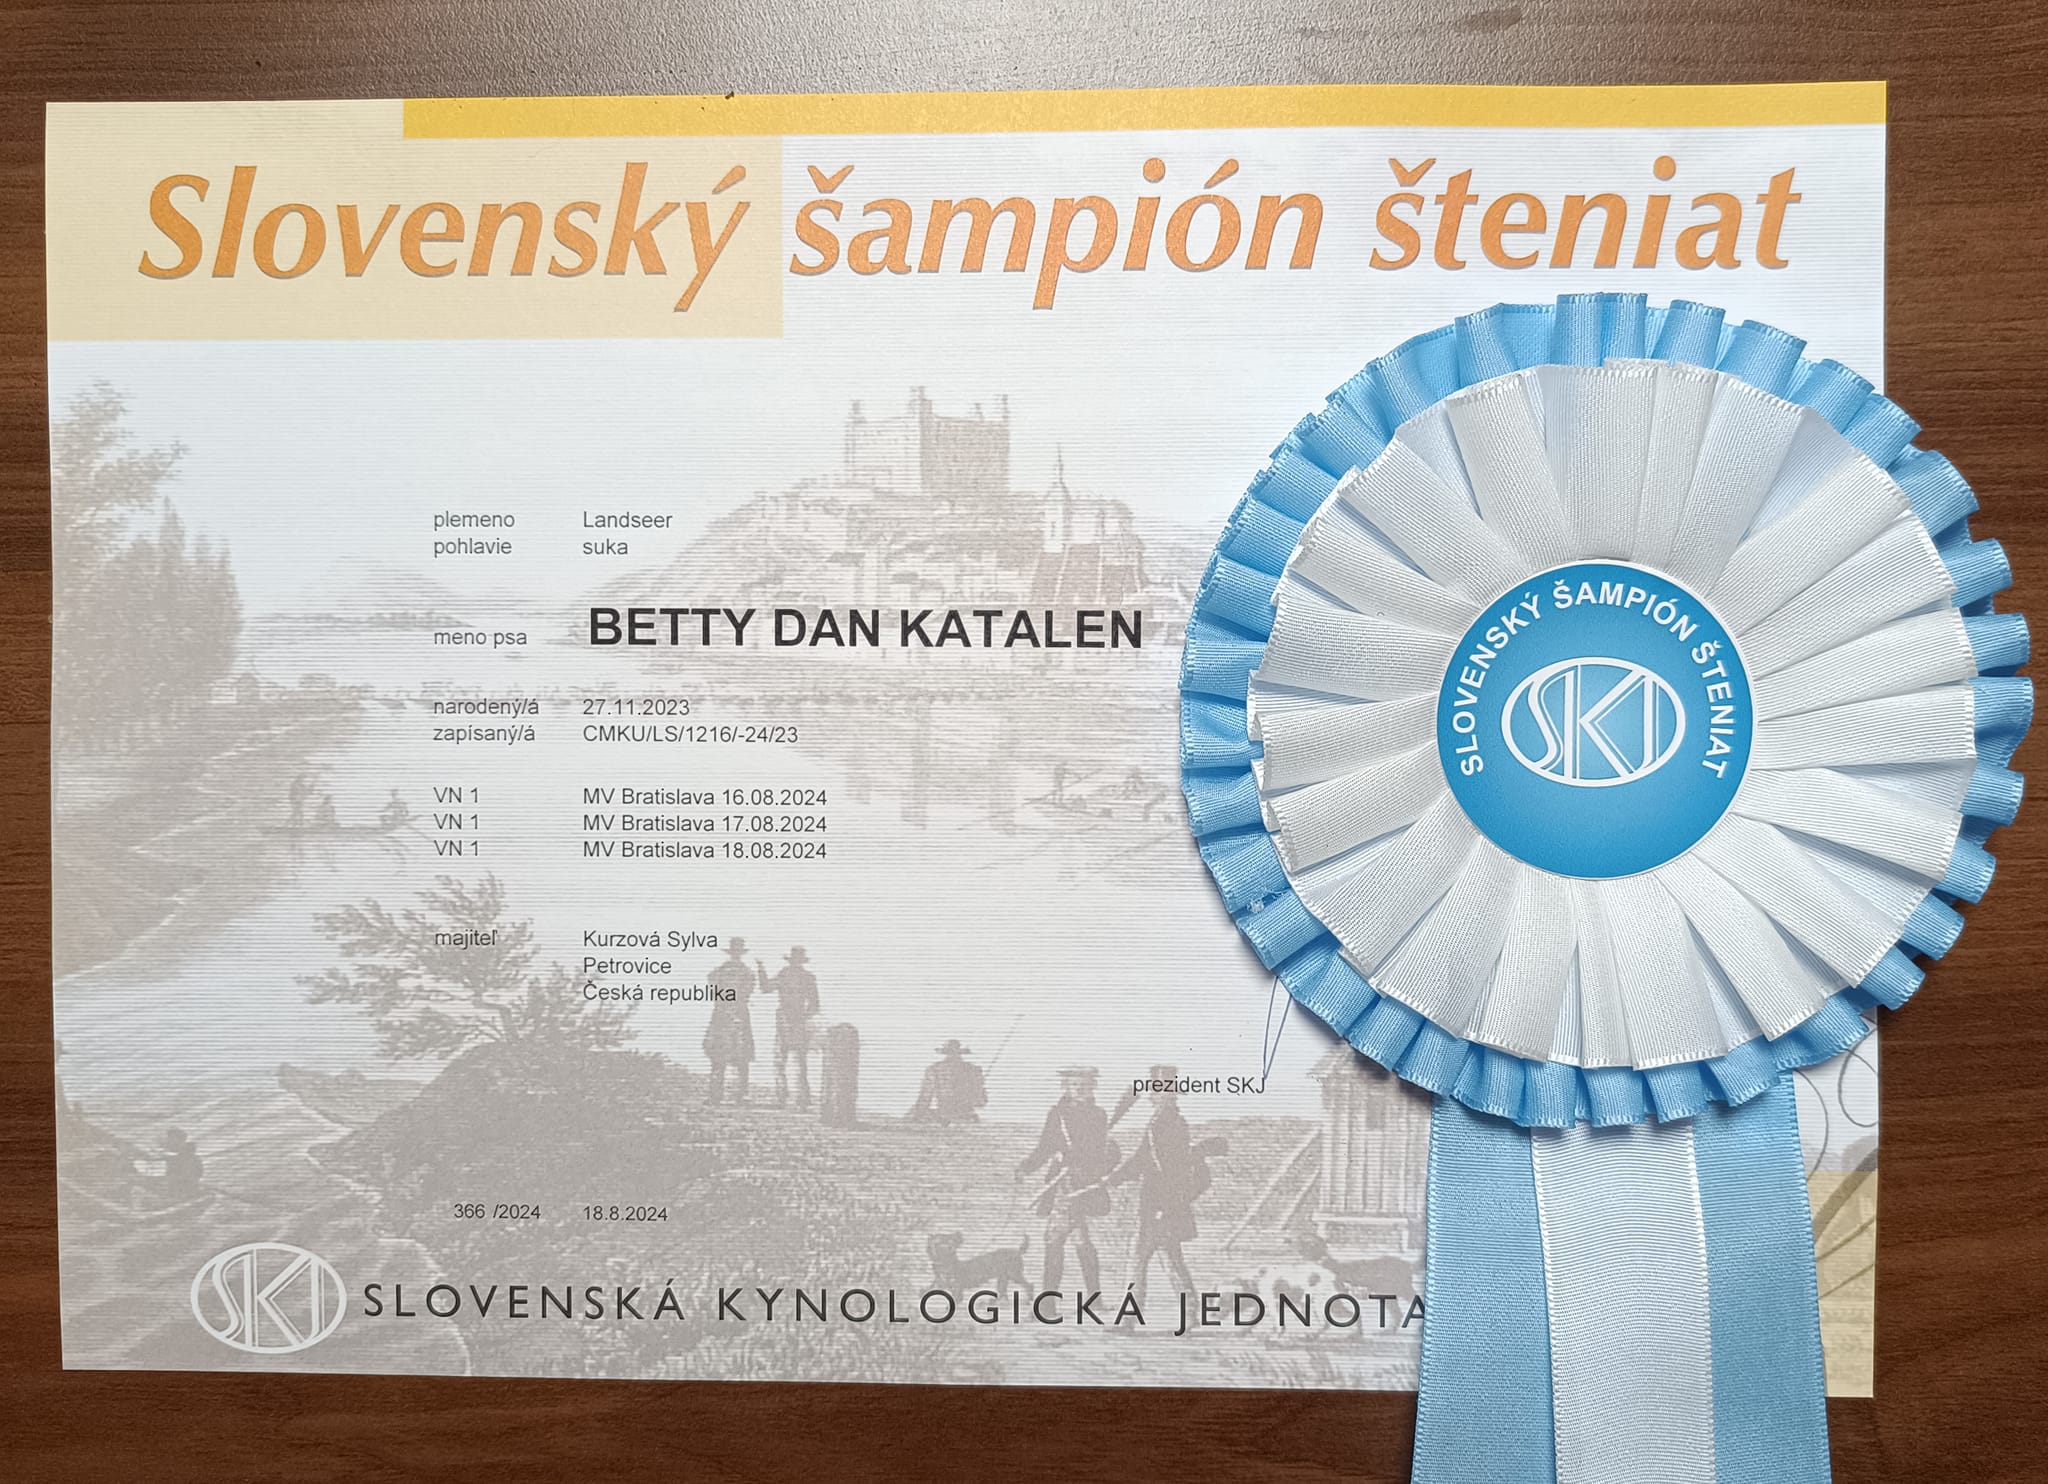 Slovenský šampión šteniat
plemeno Landseer
pohlavie suka
meno psa BETTY DAN KATALEN
narodený/á 27.11.2023
zapísaný/á CMKU/LS/1216/-24/23
VN 1 MV Bratislava 16.08.2024
VN 1 MV Bratislava 17.08.2024
VN 1 MV Bratislava 18.08.2024
majiteľ Kurzová Sylva
Petrovice
Česká republika
prezident SKJ
366 /2024 18.8.2024
SKJ SLOVENSKÁ KYNOLOGICKÁ JEDNOTA
SLOVENSKÝ ŠAMPIÓN ŠTENIAT
SKJ